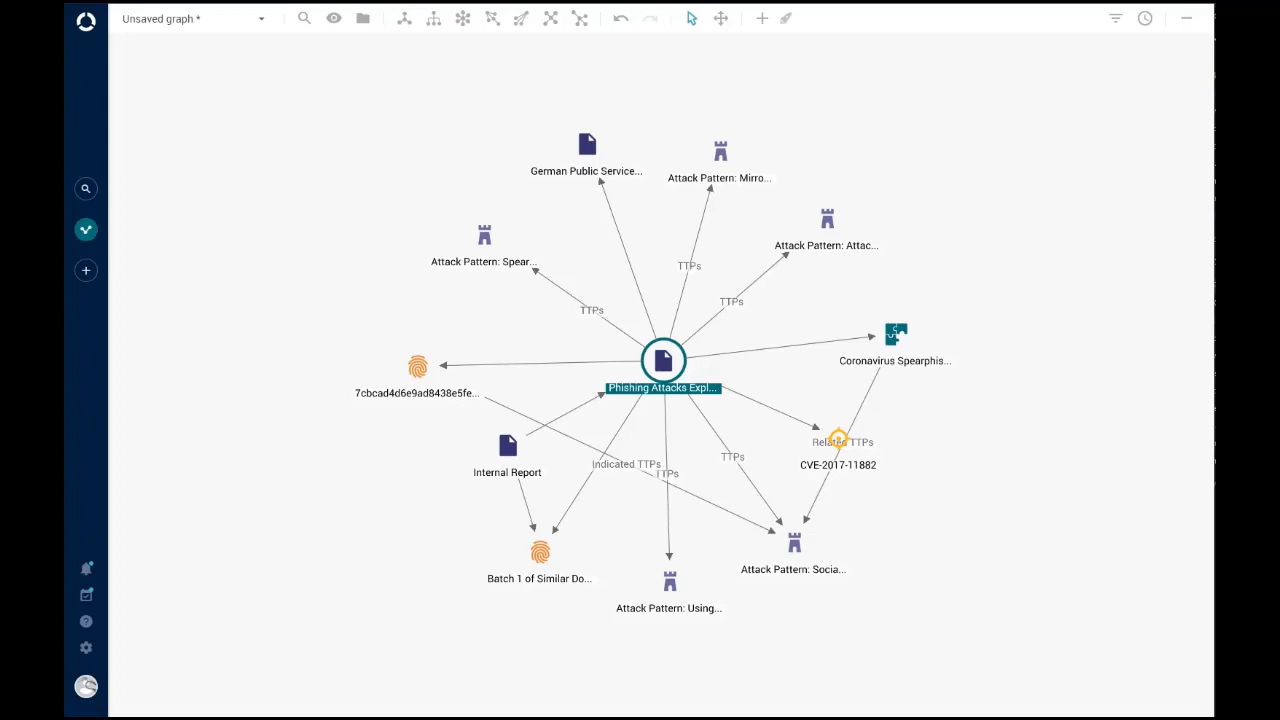 Unsaved graph *
German Public Service...
Attack Pattern: Mirro...
Attack Pattern: Attac...
Attack Pattern: Spear...
TTPs
TTPs
TTPs
Coronavirus Spearphis...
Phishing Attacks Expl...
7cbcad4d6e9ad8438e5fe...
Related TTPs
CVE-2017-11882
Internal Report
Indicated TTPs
TTPs
TTPs
Attack Pattern: Socia...
Batch 1 of Similar Do...
Attack Pattern: Using...